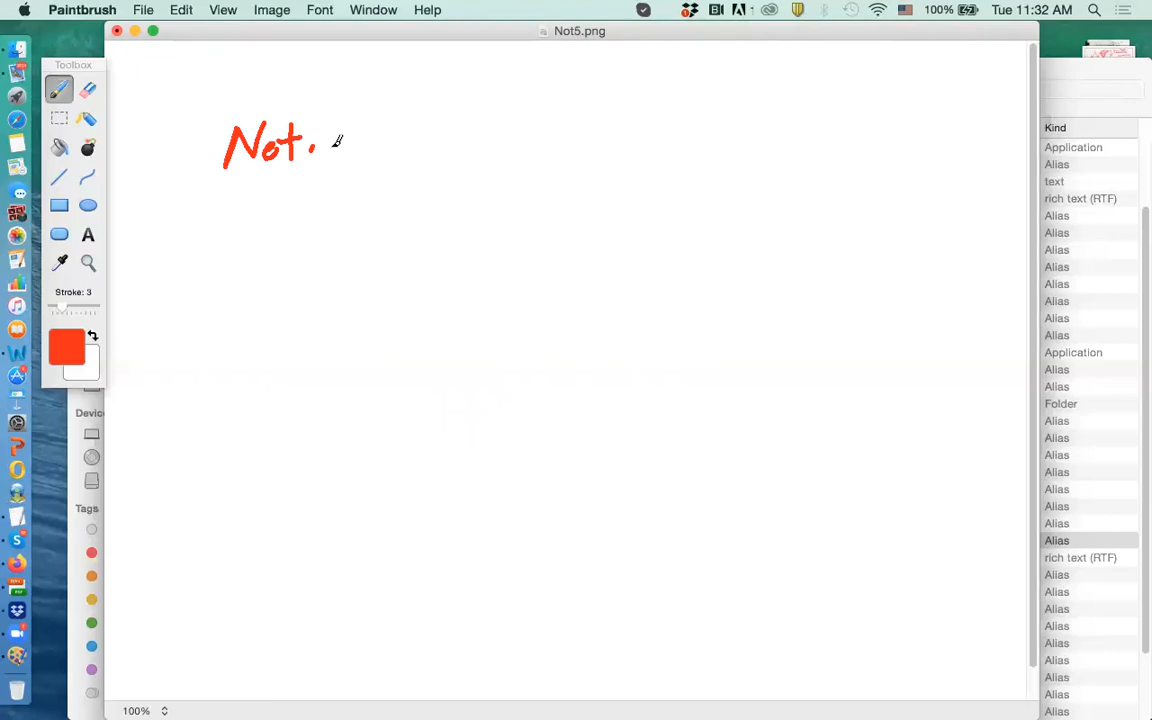 Paintbrush File Edit View Image Font Window Help 100% Tue 11:32 AM
Not5.png
Toolbox
Not.
A
Stroke: 3
Kind
Application
Alias
text
rich text (RTF)
Alias
Alias
Alias
Alias
Alias
Alias
Alias
Alias
Application
Alias
Alias
Folder
Alias
Alias
Alias
Alias
Alias
Alias
Alias
Alias
rich text (RTF)
Alias
Alias
Alias
Alias
Alias
Alias
Alias
Alias
Alias
Device
Tags
100%